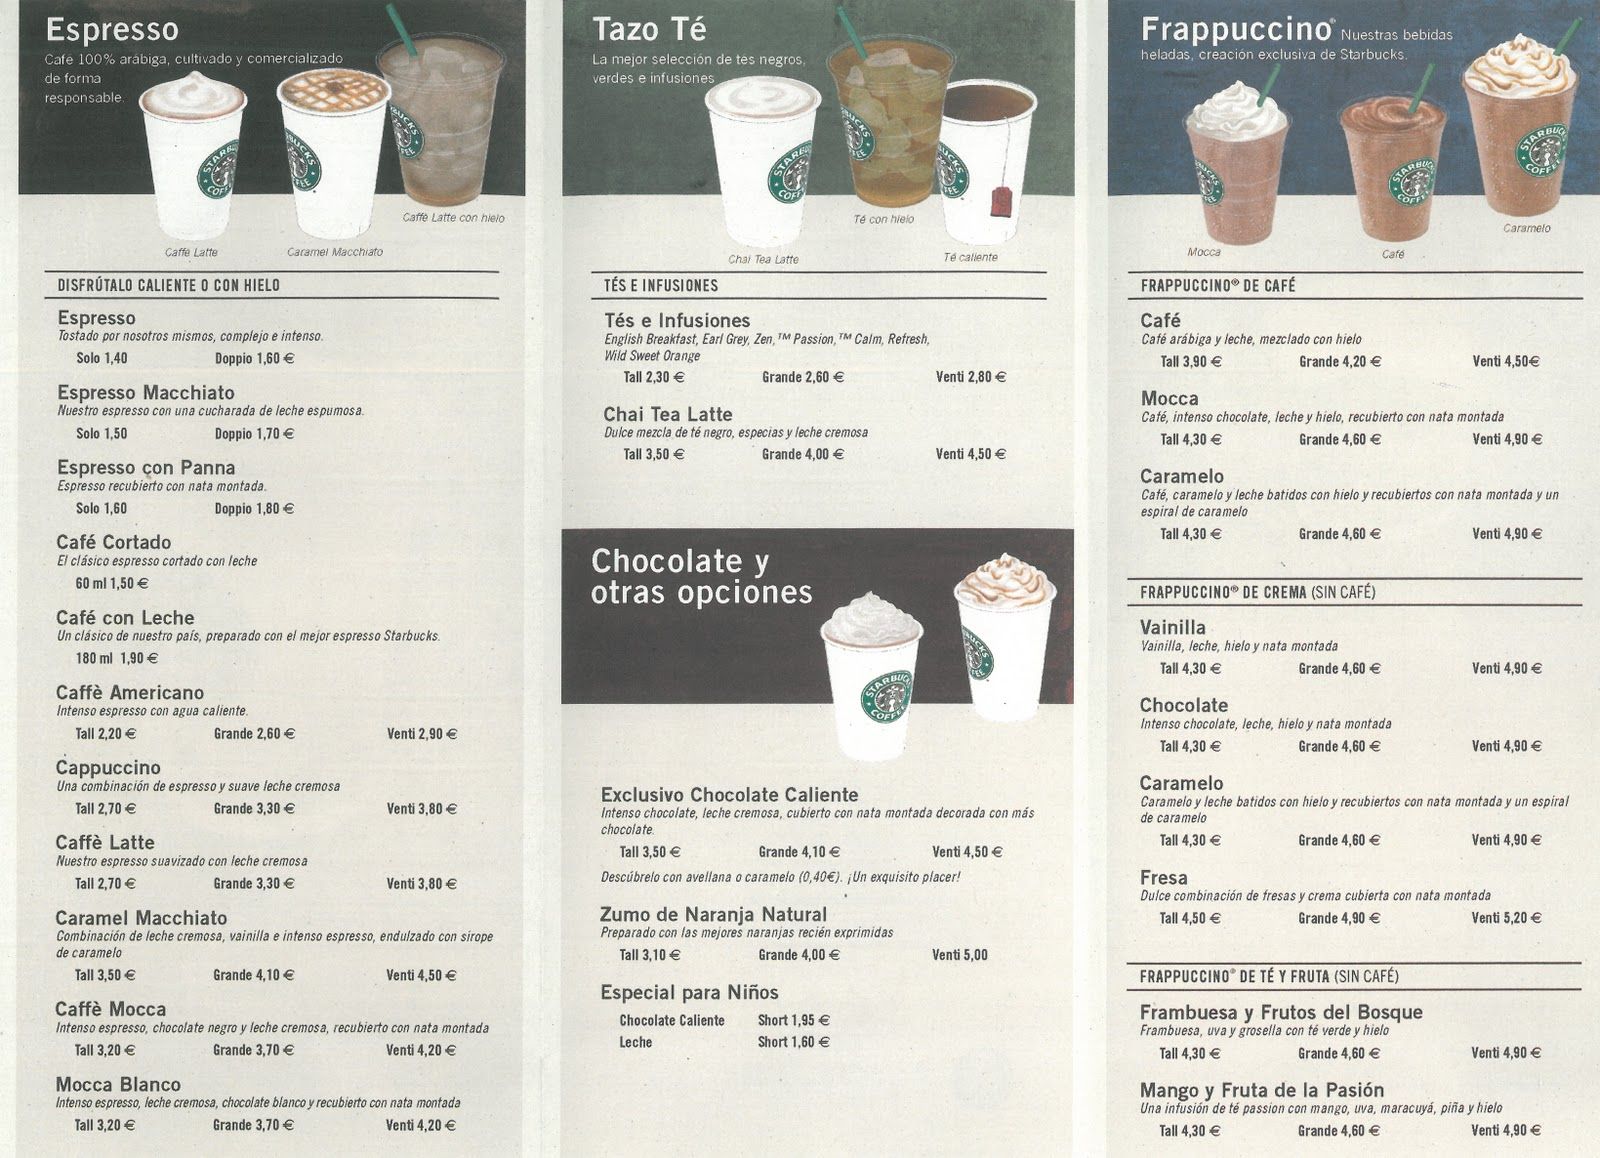 Espresso
Café 100% arábiga, cultivado y comercializado
de forma
responsable.
STARBUCKS COFFEE
Caffè Latte
Caramel Macchiato
Caffè Latte con hielo
DISFRÚTALO CALIENTE O CON HIELO
Espresso
Tostado por nosotros mismos, complejo e intenso.
Solo 1,40 Doppio 1,60 €
Espresso Macchiato
Nuestro espresso con una cucharada de leche espumosa.
Solo 1,50 Doppio 1,70 €
Espresso con Panna
Espresso recubierto con nata montada.
Solo 1,60 Doppio 1,80 €
Café Cortado
El clásico espresso cortado con leche
60 ml 1,50 €
Café con Leche
Un clásico de nuestro país, preparado con el mejor espresso Starbucks.
180 ml 1,90 €
Caffè Americano
Intenso espresso con agua caliente.
Tall 2,20 € Grande 2,60 € Venti 2,90 €
Cappuccino
Una combinación de espresso y suave leche cremosa
Tall 2,70 € Grande 3,30 € Venti 3,80 €
Caffè Latte
Nuestro espresso suavizado con leche cremosa
Tall 2,70 € Grande 3,30 € Venti 3,80 €
Caramel Macchiato
Combinación de leche cremosa, vainilla e intenso espresso, endulzado con sirope
de caramelo
Tall 3,50 € Grande 4,10 € Venti 4,50 €
Caffè Mocca
Intenso espresso, chocolate negro y leche cremosa, recubierto con nata montada
Tall 3,20 € Grande 3,70 € Venti 4,20 €
Mocca Blanco
Intenso espresso, leche cremosa, chocolate blanco y recubierto con nata montada
Tall 3,20 € Grande 3,70 € Venti 4,20 €
Tazo Té
La mejor selección de tés negros,
verdes e infusiones
Chai Tea Latte
Té con hielo
Té caliente
TÉS E INFUSIONES
Tés e Infusiones
English Breakfast, Earl Grey, Zen,™ Passion,™ Calm, Refresh,
Wild Sweet Orange
Tall 2,30 € Grande 2,60 € Venti 2,80 €
Chai Tea Latte
Dulce mezcla de té negro, especias y leche cremosa
Tall 3,50 € Grande 4,00 € Venti 4,50 €
Chocolate y
otras opciones
STARBUCKS COFFEE
Exclusivo Chocolate Caliente
Intenso chocolate, leche cremosa, cubierto con nata montada decorada con más
chocolate.
Tall 3,50 € Grande 4,10 € Venti 4,50 €
Descúbrelo con avellana o caramelo (0,40€). ¡Un exquisito placer!
Zumo de Naranja Natural
Preparado con las mejores naranjas recién exprimidas
Tall 3,10 € Grande 4,00 € Venti 5,00
Especial para Niños
Chocolate Caliente Short 1,95 €
Leche Short 1,60 €
Frappuccino® Nuestras bebidas
heladas, creación exclusiva de Starbucks.
STARBUCKS COFFEE
Mocca
Café
Caramelo
FRAPPUCCINO® DE CAFÉ
Café
Café arábiga y leche, mezclado con hielo
Tall 3,90 € Grande 4,20 € Venti 4,50€
Mocca
Café, intenso chocolate, leche y hielo, recubierto con nata montada
Tall 4,30 € Grande 4,60 € Venti 4,90 €
Caramelo
Café, caramelo y leche batidos con hielo y recubiertos con nata montada y un
espiral de caramelo
Tall 4,30 € Grande 4,60 € Venti 4,90 €
FRAPPUCCINO® DE CREMA (SIN CAFÉ)
Vainilla
Vainilla, leche, hielo y nata montada
Tall 4,30 € Grande 4,60 € Venti 4,90 €
Chocolate
Intenso chocolate, leche, hielo y nata montada
Tall 4,30 € Grande 4,60 € Venti 4,90 €
Caramelo
Caramelo y leche batidos con hielo y recubiertos con nata montada y un espiral
de caramelo
Tall 4,30 € Grande 4,60 € Venti 4,90 €
Fresa
Dulce combinación de fresas y crema cubierta con nata montada
Tall 4,50 € Grande 4,90 € Venti 5,20 €
FRAPPUCCINO® DE TÉ Y FRUTA (SIN CAFÉ)
Frambuesa y Frutos del Bosque
Frambuesa, uva y grosella con té verde y hielo
Tall 4,30 € Grande 4,60 € Venti 4,90 €
Mango y Fruta de la Pasión
Una infusión de té passion con mango, uva, maracuyá, piña y hielo
Tall 4,30 € Grande 4,60 € Venti 4,90 €